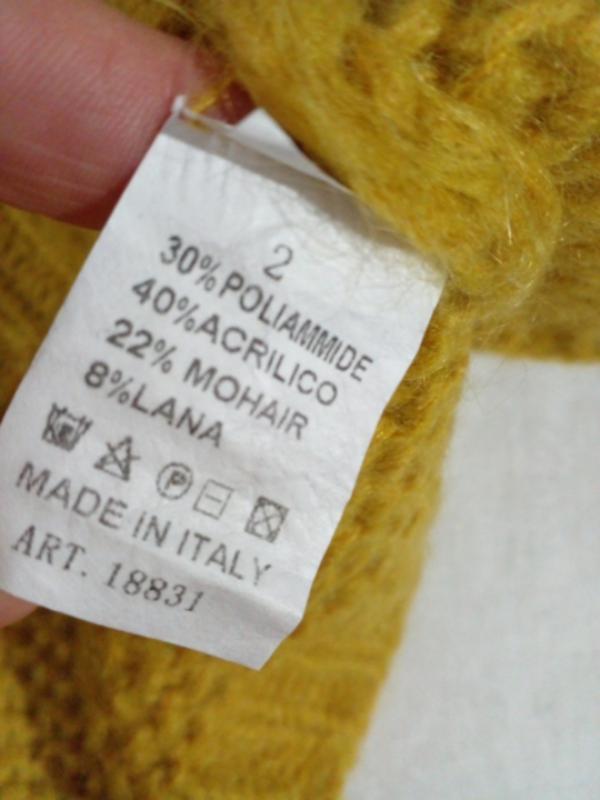 2
30% POLIAMMIDE
40%ACRILICO
22% MOHAIR
8%LANA
P
MADE IN ITALY
ART. 18831